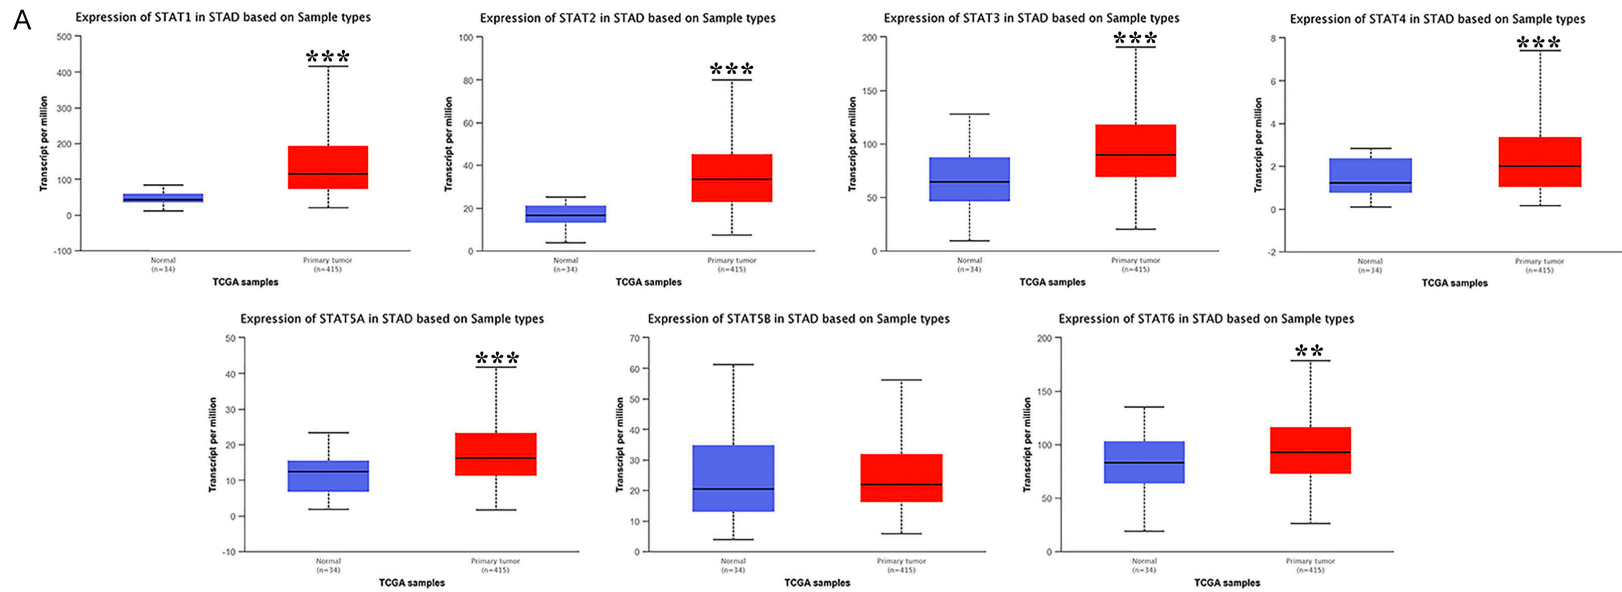 A
Expression of STAT1 in STAD based on Sample types
500
400
300
200
100
0
-100
Transcript per million
***
Normal
(n=34)
Primary tumor
(n=415)
TCGA samples
Expression of STAT2 in STAD based on Sample types
100
80
60
40
20
0
Transcript per million
***
Normal
(n=34)
Primary tumor
(n=415)
TCGA samples
Expression of STAT3 in STAD based on Sample types
200
150
100
50
0
Transcript per million
***
Normal
(n=34)
Primary tumor
(n=415)
TCGA samples
Expression of STAT4 in STAD based on Sample types
8
6
4
2
0
-2
Transcript per million
***
Normal
(n=34)
Primary tumor
(n=415)
TCGA samples
Expression of STAT5A in STAD based on Sample types
50
40
30
20
10
0
-10
Transcript per million
***
Normal
(n=34)
Primary tumor
(n=415)
TCGA samples
Expression of STAT5B in STAD based on Sample types
70
60
50
40
30
20
10
0
Transcript per million
Normal
(n=34)
Primary tumor
(n=415)
TCGA samples
Expression of STAT6 in STAD based on Sample types
200
150
100
50
0
Transcript per million
**
Normal
(n=34)
Primary tumor
(n=415)
TCGA samples